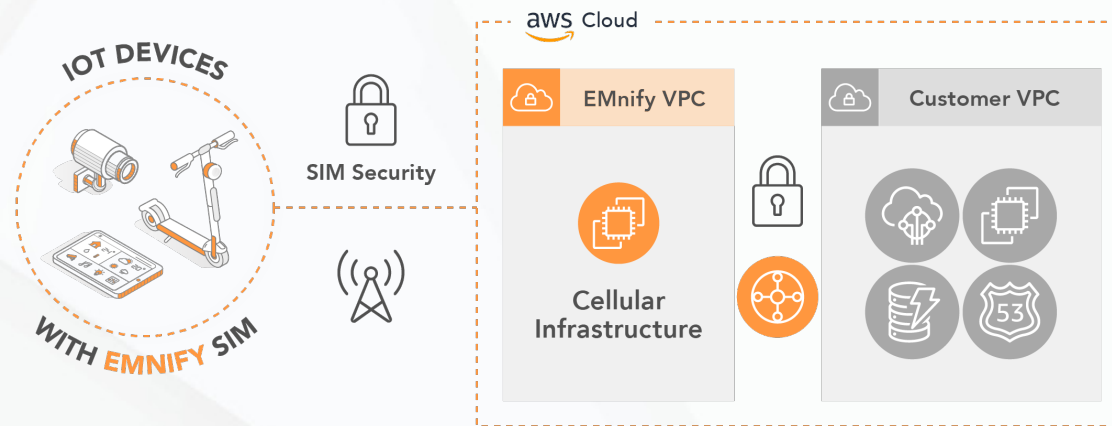 aws Cloud
IOT DEVICES
WITH EMNIFY SIM
SIM Security
EMnify VPC
Cellular
Infrastructure
Customer VPC
53